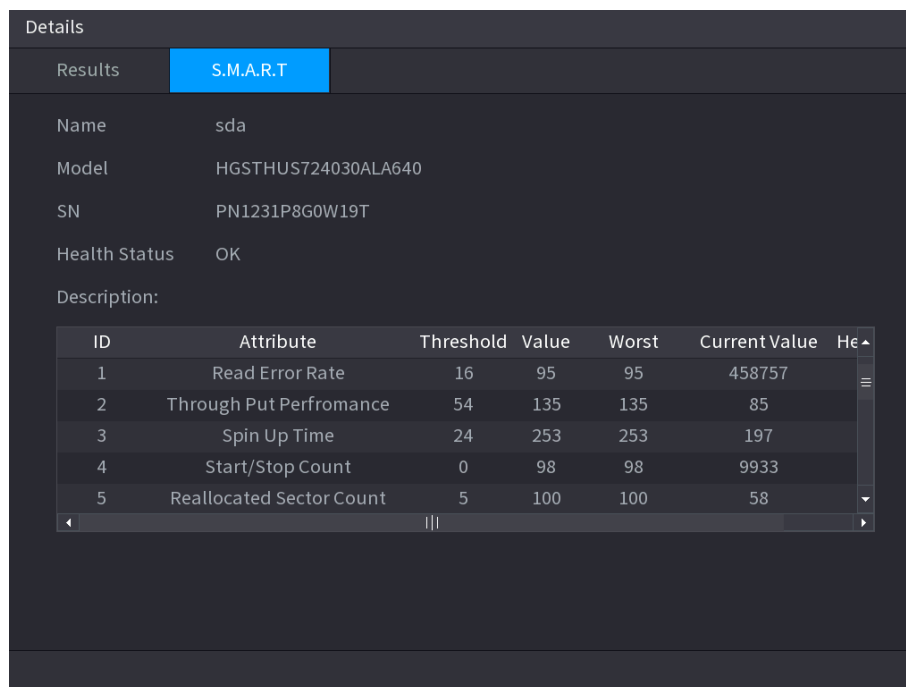 Details
Results S.M.A.R.T
Name sda
Model HGSTHUS724030ALA640
SN PN1231P8G0W19T
Health Status OK
Description:
ID Attribute Threshold Value Worst Current Value He
1 Read Error Rate 16 95 95 458757
2 Through Put Perfromance 54 135 135 85
3 Spin Up Time 24 253 253 197
4 Start/Stop Count 0 98 98 9933
5 Reallocated Sector Count 5 100 100 58